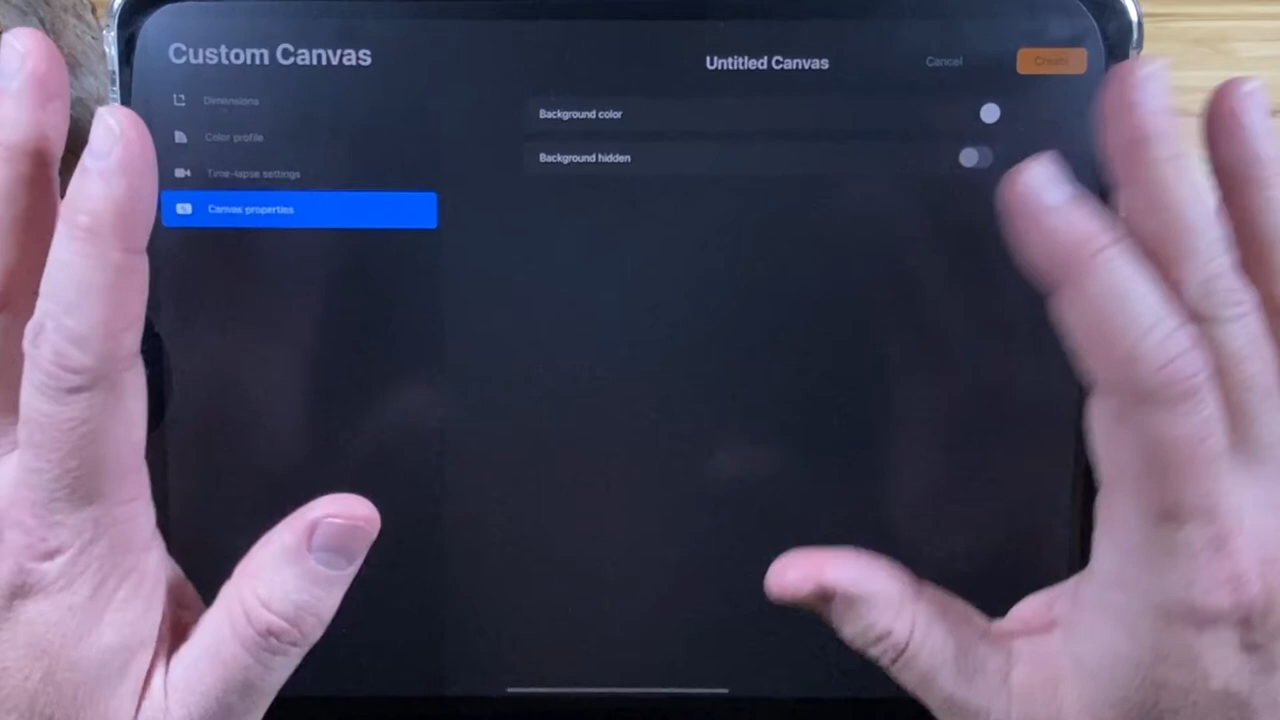 Custom Canvas
Untitled Canvas
Cancel
Create
Dimensions
Color profile
Time-lapse settings
Canvas properties
Background color
Background hidden